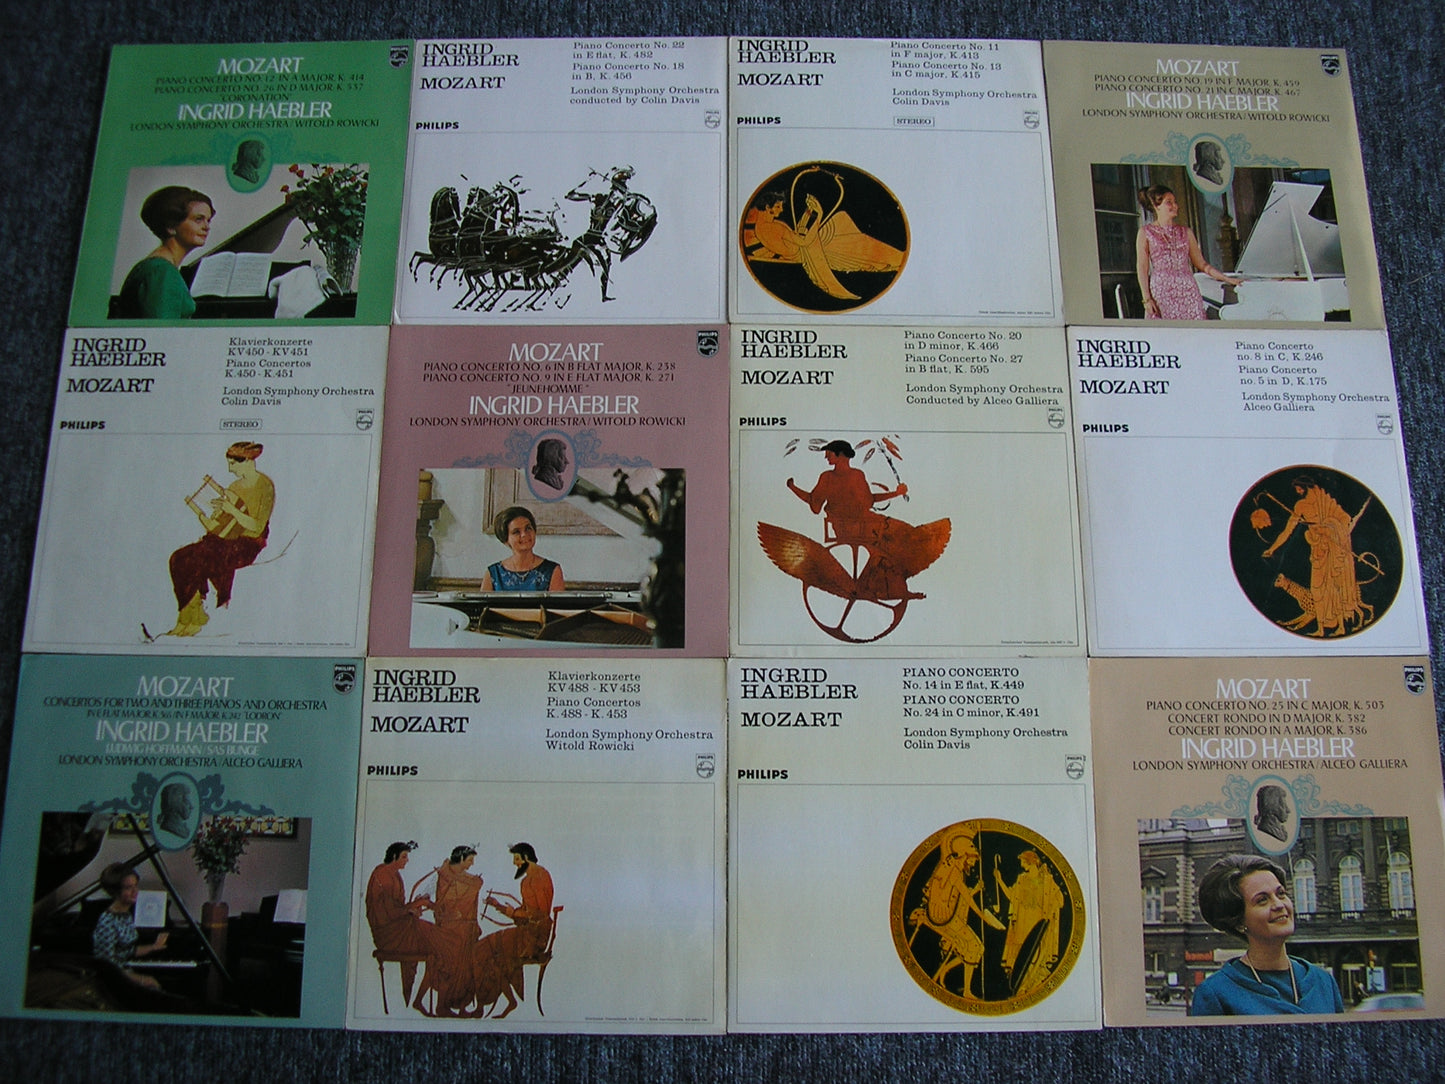 PHILIPS
MOZART
PIANO CONCERTO NO. 12 IN A MAJOR, K. 414
PIANO CONCERTO NO. 26 IN D MAJOR, K 537
"CORONATION"
INGRID HAEBLER
LONDON SYMPHONY ORCHESTRA / WITOLD ROWICKI
INGRID
HAEBLER
MOZART
Piano Concerto No. 22
in E flat, K. 482
Piano Concerto No. 18
in B, K. 456
London Symphony Orchestra
conducted by Colin Davis
PHILIPS
INGRID
HAEBLER
MOZART
Piano Concerto No. 11
in F major, K.413
Piano Concerto No. 13
in C major, K.415
London Symphony Orchestra
Colin Davis
PHILIPS
STEREO
PHILIPS
MOZART
PIANO CONCERTO NO. 19 IN F MAJOR, K. 459
PIANO CONCERTO NO. 21 IN C MAJOR, K. 467
INGRID HAEBLER
LONDON SYMPHONY ORCHESTRA/ WITOLD ROWICKI
INGRID
HAEBLER
MOZART
Klavierkonzerte
KV 450 - KV 451
Piano Concertos
K. 450 - K. 451
London Symphony Orchestra
Colin Davis
PHILIPS
STEREO
PHILIPS
MOZART
PIANO CONCERTO NO. 6 IN B FLAT MAJOR, K. 238
PIANO CONCERTO NO. 9 IN E FLAT MAJOR, K. 271
"JEUNEHOMME"
INGRID HAEBLER
LONDON SYMPHONY ORCHESTRA / WITOLD ROWICKI
INGRID
HAEBLER
MOZART
Piano Concerto No. 20
in D minor, K.466
Piano Concerto No. 27
in B flat, K. 595
London Symphony Orchestra
Conducted by Alceo Galliera
PHILIPS
INGRID
HAEBLER
MOZART
Piano Concerto
no. 8 in C, K.246
Piano Concerto
no. 5 in D, K.175
London Symphony Orchestra
Alceo Galliera
PHILIPS
PHILIPS
MOZART
CONCERTOS FOR TWO AND THREE PIANOS AND ORCHESTRA
IN E FLAT MAJOR, K. 365 / IN F MAJOR, K. 242 "LODRON"
INGRID HAEBLER
LUDWIG HOFFMANN / SAS BUNGE
LONDON SYMPHONY ORCHESTRA / ALCEO GALLIERA
INGRID
HAEBLER
MOZART
Klavierkonzerte
KV 488 - KV 453
Piano Concertos
K. 488 - K. 453
London Symphony Orchestra
Witold Rowicki
PHILIPS
INGRID
HAEBLER
MOZART
PIANO CONCERTO
No. 14 in E flat, K.449
PIANO CONCERTO
No. 24 in C minor, K.491
London Symphony Orchestra
Colin Davis
PHILIPS
PHILIPS
MOZART
PIANO CONCERTO NO. 25 IN C MAJOR, K. 503
CONCERT RONDO IN D MAJOR, K. 382
CONCERT RONDO IN A MAJOR, K. 386
INGRID HAEBLER
LONDON SYMPHONY ORCHESTRA / ALCEO GALLIERA